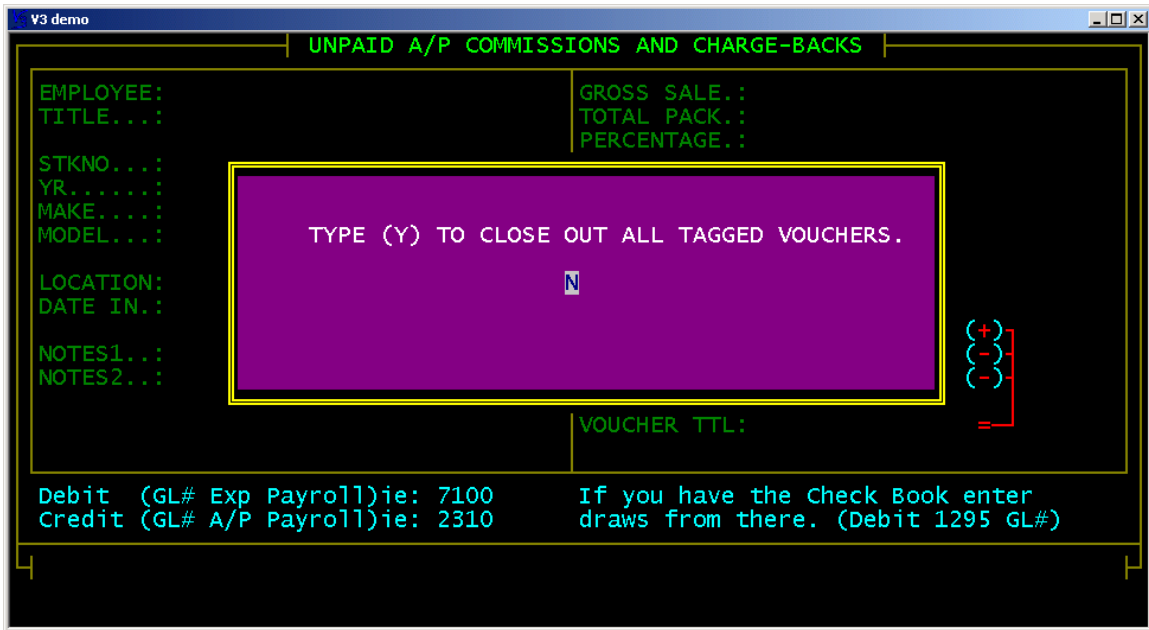 V3 demo
UNPAID A/P COMMISSIONS AND CHARGE-BACKS
EMPLOYEE:
TITLE...:
GROSS SALE.:
TOTAL PACK.:
PERCENTAGE.:
STKNO...:
YR......:
MAKE....:
MODEL...:
LOCATION:
DATE IN.:
NOTES1..:
NOTES2..:
TYPE (Y) TO CLOSE OUT ALL TAGGED VOUCHERS.
N
(+)
(-)
(-)
VOUCHER TTL: =
Debit (GL# Exp Payroll)ie: 7100
Credit (GL# A/P Payroll)ie: 2310
If you have the Check Book enter
draws from there. (Debit 1295 GL#)